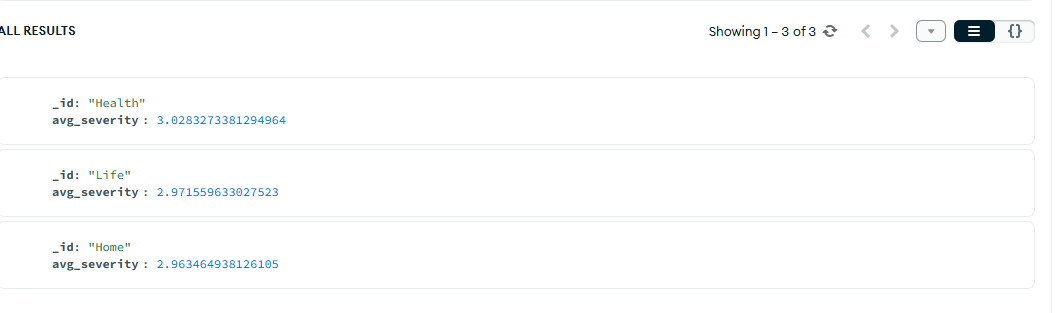 ALL RESULTS
Showing 1 – 3 of 3
{}
_id: "Health"
avg_severity : 3.0283273381294964
_id: "Life"
avg_severity : 2.971559633027523
_id: "Home"
avg_severity : 2.963464938126105